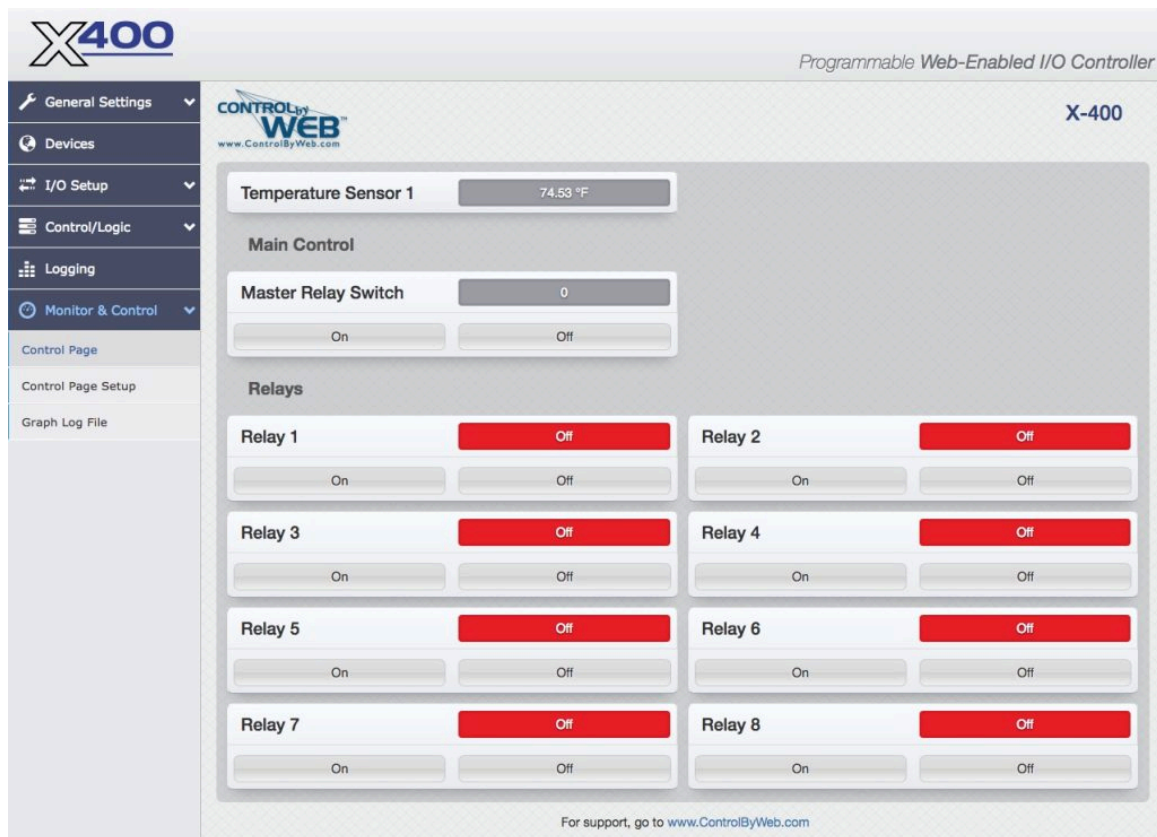 X400
Programmable Web-Enabled I/O Controller
General Settings
Devices
I/O Setup
Control/Logic
Logging
Monitor & Control
Control Page
Control Page Setup
Graph Log File
CONTROL by
WEB™
www.ControlByWeb.com
X-400
Temperature Sensor 1 74.53 °F
Main Control
Master Relay Switch 0
On Off
Relays
Relay 1 Off Relay 2 Off
On Off On Off
Relay 3 Off Relay 4 Off
On Off On Off
Relay 5 Off Relay 6 Off
On Off On Off
Relay 7 Off Relay 8 Off
On Off On Off
For support, go to www.ControlByWeb.com